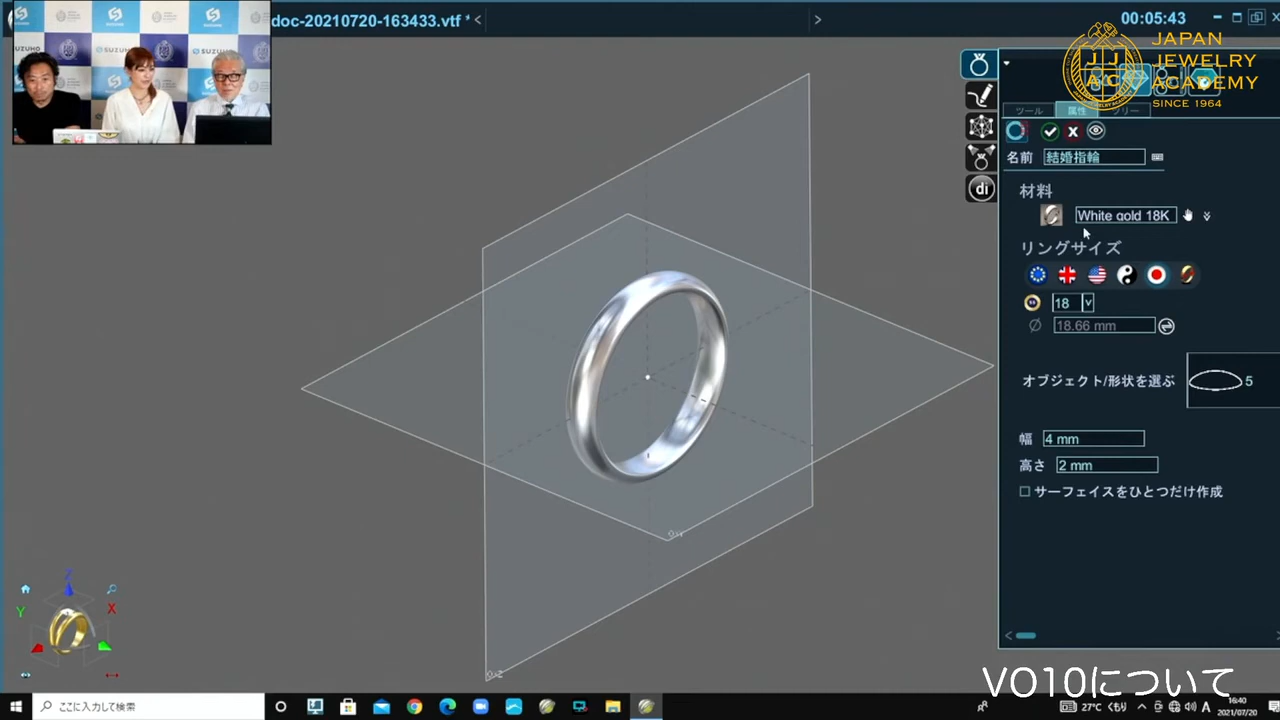 doc-20210720-163433.vtf *
00:05:43
SUZUHO
SUZUHO
JAPAN
JEWELRY
ACADEMY
SINCE 1964
ツール
属性
ツリー
di
名前
結婚指輪
材料
White gold 18K
リングサイズ
18
18.66 mm
オブジェクト/形状を選ぶ
5
幅
4 mm
高さ
2 mm
サーフェイスをひとつだけ作成
Z
Y
X
VO10について
ここに入力して検索
27°C くもり
A
16:40
2021/07/20